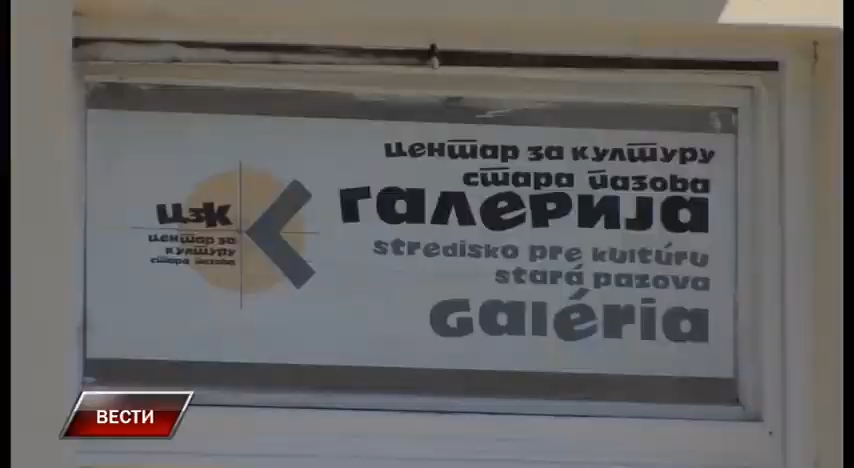 цзк
центар за
културу
стара пазова
центар за културу
стара пазова
галерија
stredisko pre kultúru
stará pazova
Galéria
ВЕСТИ